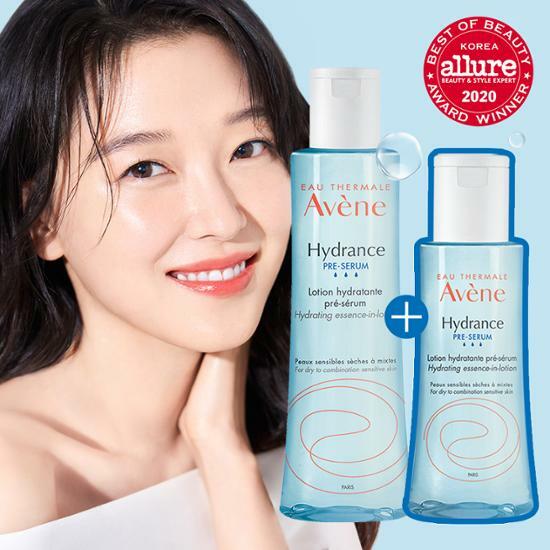 BEST OF BEAUTY
KOREA
allure
BEAUTY & STYLE EXPERT
2020
AWARD WINNER
EAU THERMALE
Avène
Hydrance
PRE-SERUM
Lotion hydratante
pré-sérum
Hydrating essence-in-lo
Peaux sensibles sèches à mixtes
For dry to combination sensitive skin
PARIS
+
EAU THERMALE
Avène
Hydrance
PRE-SERUM
Lotion hydratante pré-sérum
Hydrating essence-in-lotion
Peaux sensibles sèches à mixtes
For dry to combination sensitive skin
PARIS